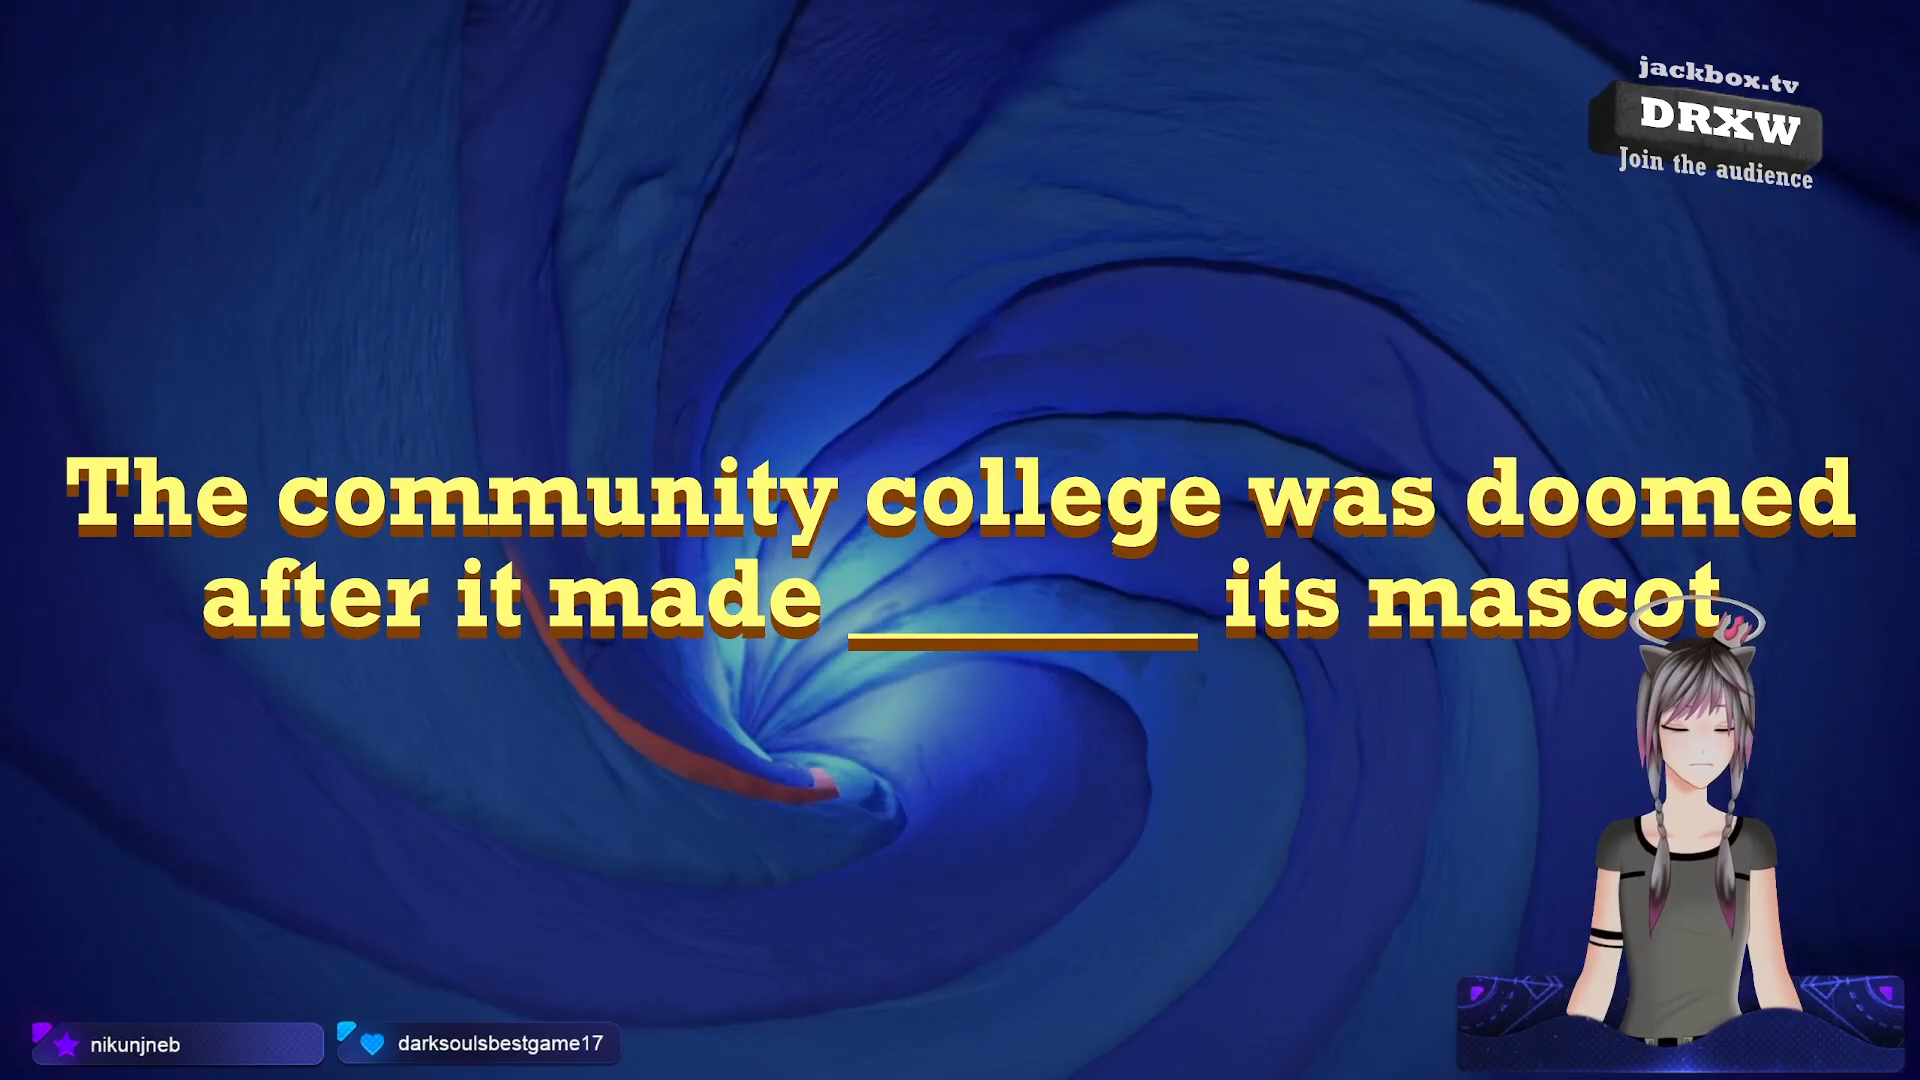 jackbox.tv
DRXW
Join the audience
The community college was doomed
after it made ________ its mascot
nikunjneb
darksoulsbestgame17